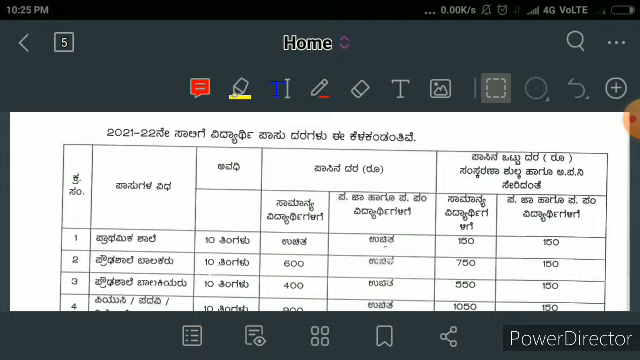 10:25 PM ... 0.00K/s 4G VoLTE
5 Home
T T
2021-22ನೇ ಸಾಲಿಗೆ ವಿದ್ಯಾರ್ಥಿ ಪಾಸು ದರಗಳು ಈ ಕೆಳಕಂಡಂತಿವೆ.
ಕ್ರ. ಸಂ.
ಪಾಸುಗಳ ವಿಧ
ಅವಧಿ
ಪಾಸಿನ ದರ (ರೂ)
ಪಾಸಿನ ಒಟ್ಟು ದರ ( ರೂ )
ಸಂಸ್ಕರಣಾ ಶುಲ್ಕ ಹಾಗೂ ಅ.ಪ.ನಿ
ಸೇರಿದಂತೆ
ಸಾಮಾನ್ಯ
ವಿದ್ಯಾರ್ಥಿಗಳಿಗೆ
ಪ. ಜಾ ಹಾಗೂ ಪ. ಪಂ
ವಿದ್ಯಾರ್ಥಿಗಳಿಗೆ
ಸಾಮಾನ್ಯ
ವಿದ್ಯಾರ್ಥಿಗ
ಳಿಗೆ
ಪ. ಜಾ ಹಾಗೂ ಪ. ಪಂ
ವಿದ್ಯಾರ್ಥಿಗಳಿಗೆ
1 ಪ್ರಾಥಮಿಕ ಶಾಲೆ 10 ತಿಂಗಳು ಉಚಿತ ಉಚಿತ 150 150
2 ಪ್ರೌಢಶಾಲೆ ಬಾಲಕರು 10 ತಿಂಗಳು 600 ಉಚಿತ 750 150
3 ಪ್ರೌಢಶಾಲೆ ಬಾಲಕಿಯರು 10 ತಿಂಗಳು 400 ಉಚಿತ 550 150
4 ಪಿಯುಸಿ / ಪದವಿ / 10 ತಿಂಗಳು 900 ಉಚಿತ 1050 150
PowerDirector